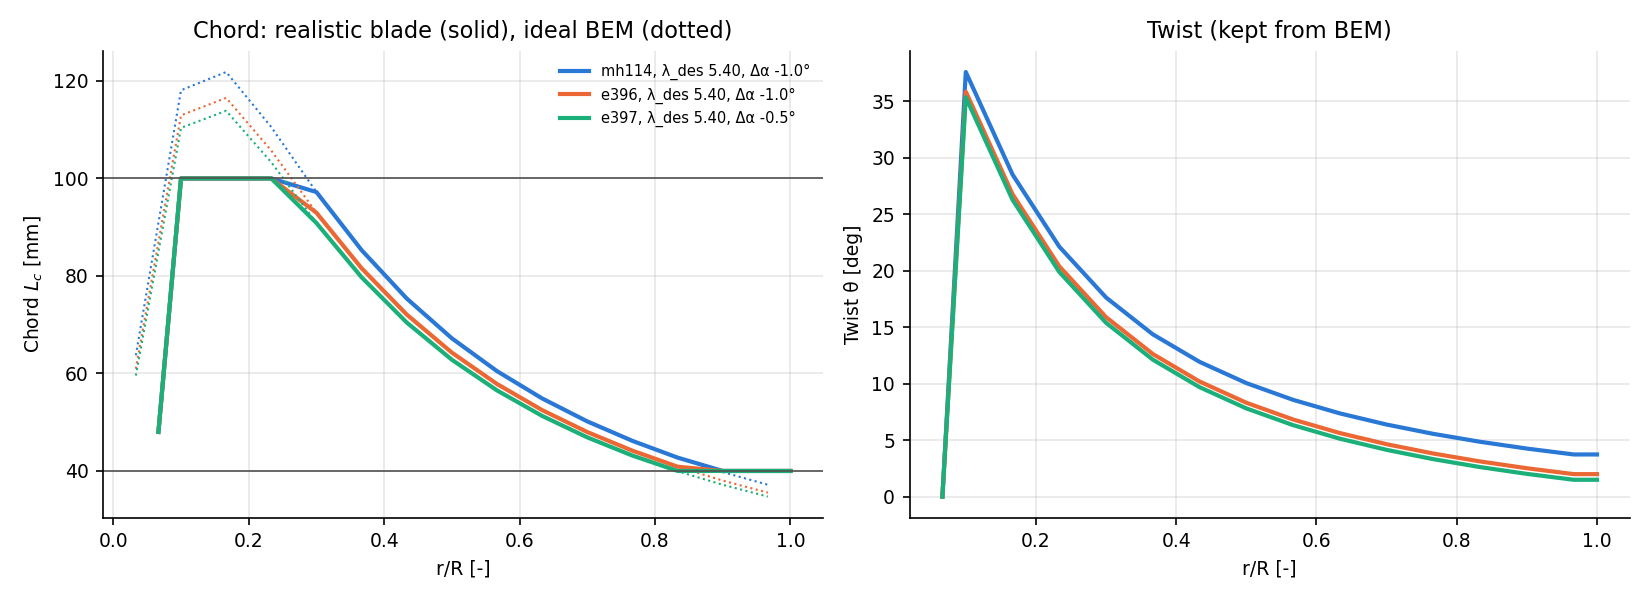 Chord: realistic blade (solid), ideal BEM (dotted)
mh114, λ_des 5.40, Δα -1.0°
e396, λ_des 5.40, Δα -1.0°
e397, λ_des 5.40, Δα -0.5°
Chord L_c [mm]
120
100
80
60
40
0.0 0.2 0.4 0.6 0.8 1.0
r/R [-]
Twist (kept from BEM)
Twist θ [deg]
35
30
25
20
15
10
5
0
0.2 0.4 0.6 0.8 1.0
r/R [-]